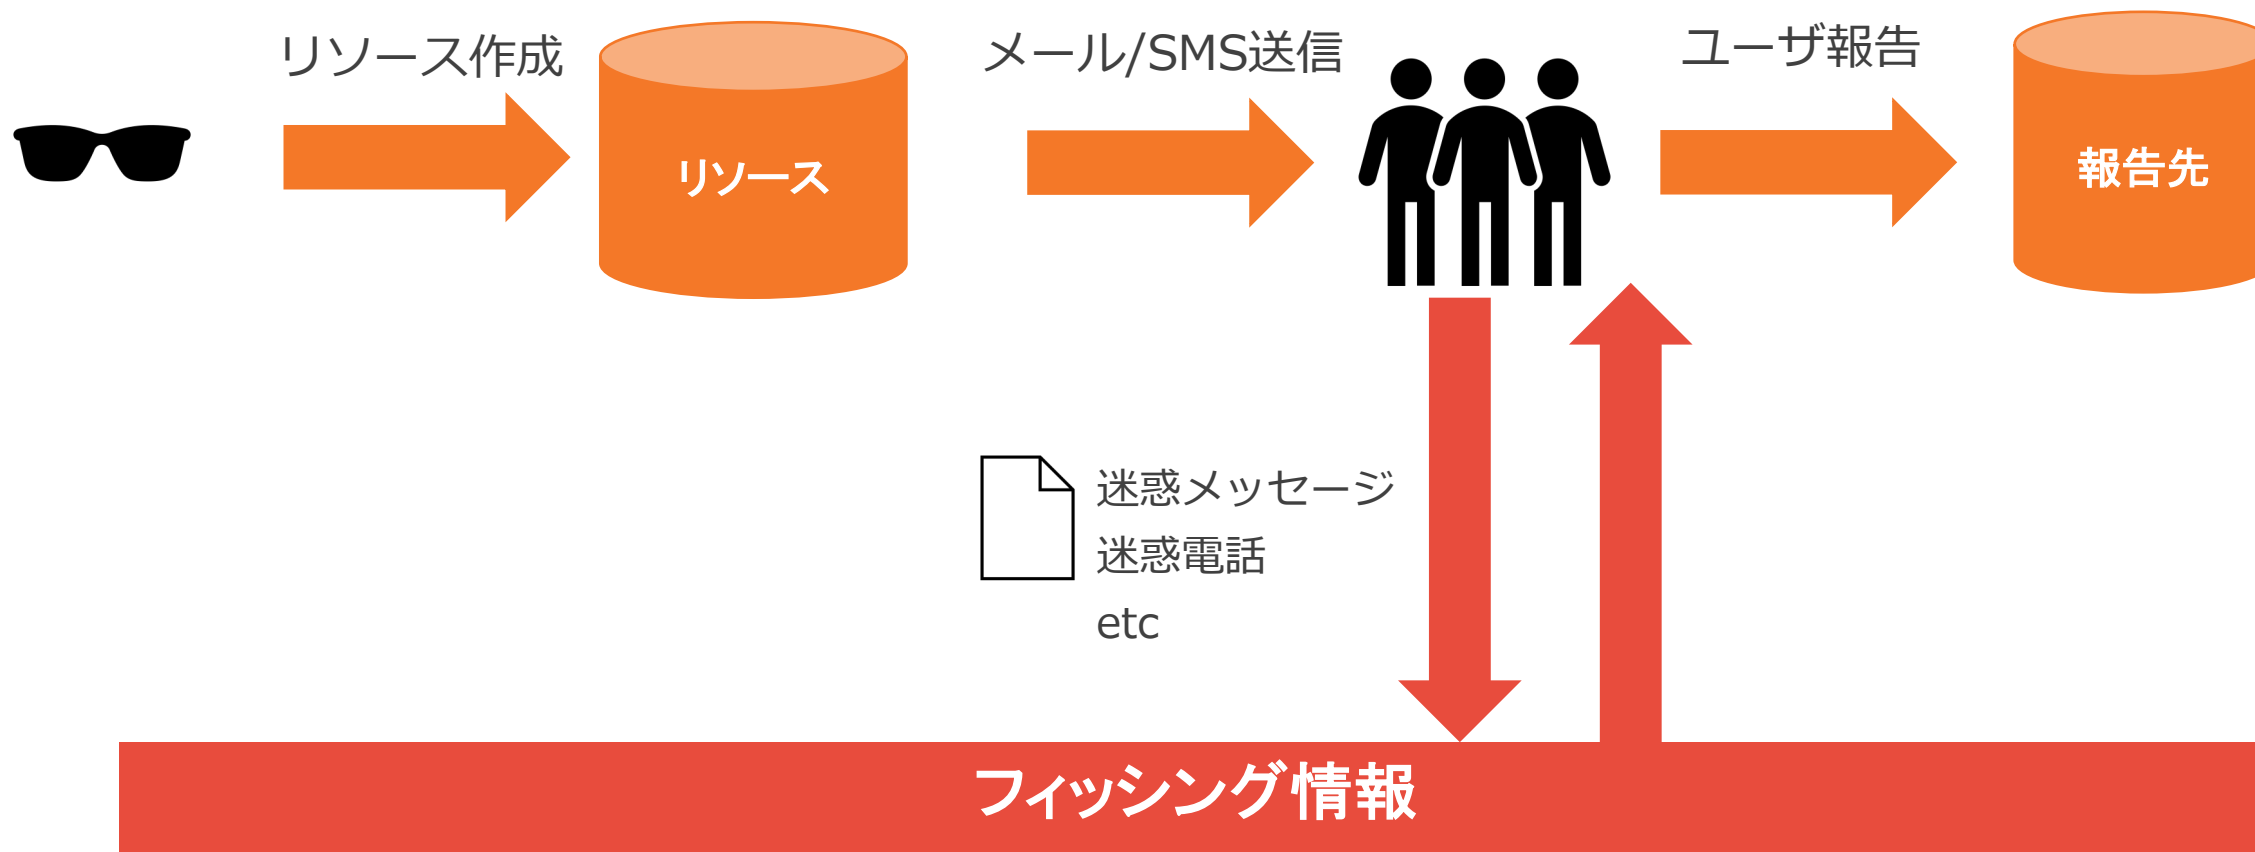 リソース作成
リソース
メール/SMS送信
ユーザ報告
報告先
迷惑メッセージ
迷惑電話
etc
フィッシング情報